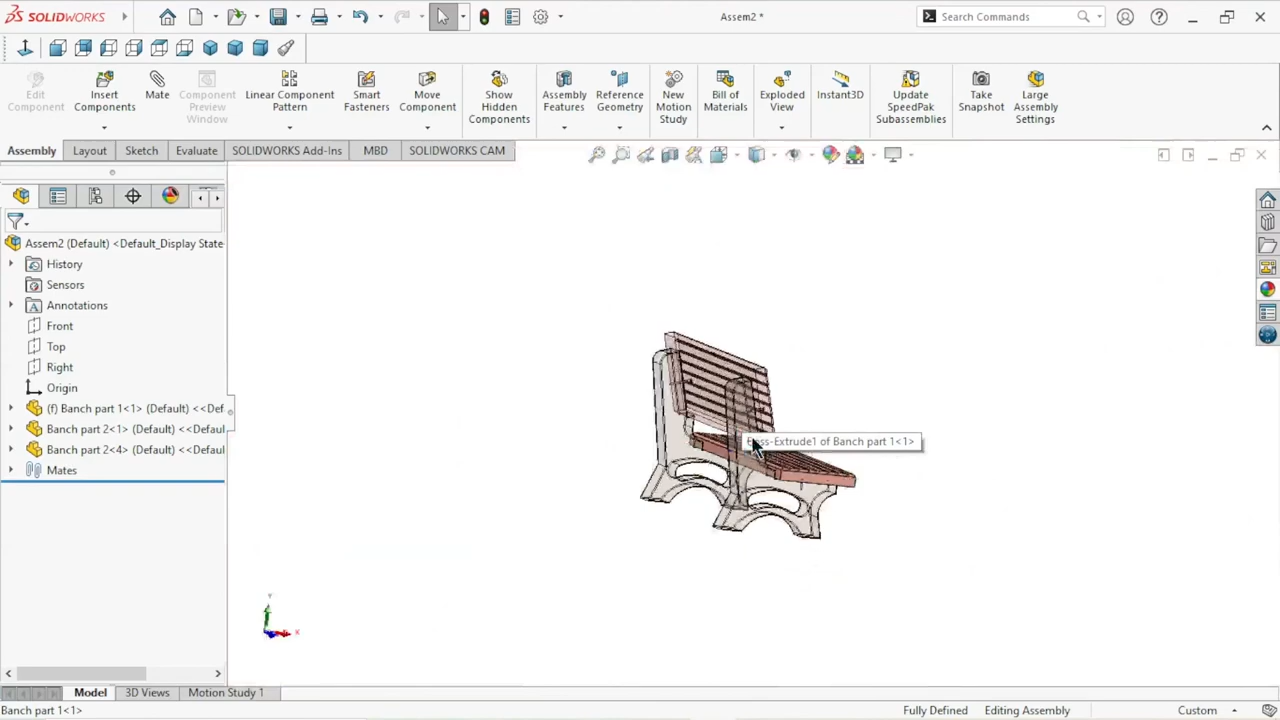 SOLIDWORKS
Assem2 *
Search Commands
Edit Component
Insert Components
Mate
Component Preview Window
Linear Component Pattern
Smart Fasteners
Move Component
Show Hidden Components
Assembly Features
Reference Geometry
New Motion Study
Bill of Materials
Exploded View
Instant3D
Update SpeedPak Subassemblies
Take Snapshot
Large Assembly Settings
Assembly
Layout
Sketch
Evaluate
SOLIDWORKS Add-Ins
MBD
SOLIDWORKS CAM
Assem2 (Default) <Default_Display State
History
Sensors
Annotations
Front
Top
Right
Origin
(f) Banch part 1<1> (Default) <<Def
Banch part 2<1> (Default) <<Defaul
Banch part 2<4> (Default) <<Defaul
Mates
of Banch part 1<1>
Y
X
Model
3D Views
Motion Study 1
Banch part 1<1>
Fully Defined
Editing Assembly
Custom